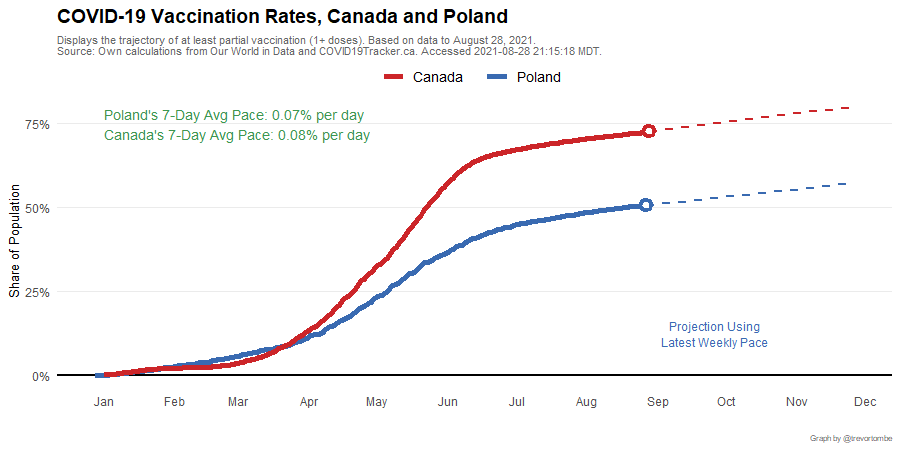 COVID-19 Vaccination Rates, Canada and Poland
Displays the trajectory of at least partial vaccination (1+ doses). Based on data to August 28, 2021.
Source: Own calculations from Our World in Data and COVID19Tracker.ca. Accessed 2021-08-28 21:15:18 MDT.
Canada Poland
Poland's 7-Day Avg Pace: 0.07% per day
Canada's 7-Day Avg Pace: 0.08% per day
Share of Population
75%
50%
25%
0%
Projection Using
Latest Weekly Pace
Jan Feb Mar Apr May Jun Jul Aug Sep Oct Nov Dec
Graph by @trevortombe